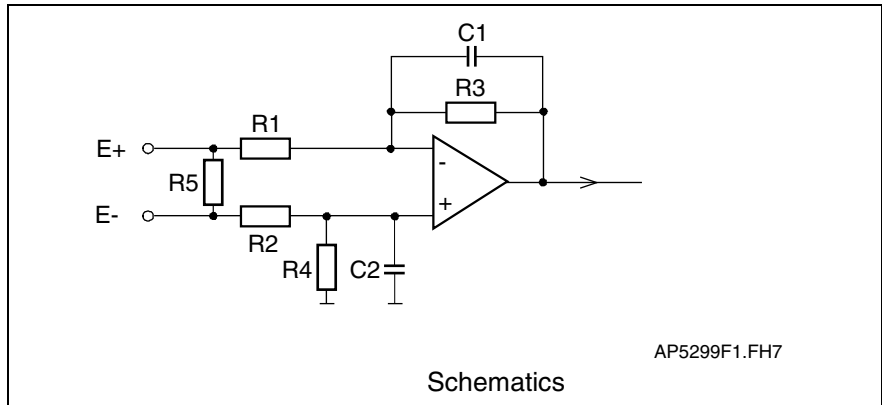 C1
R3
R1
E+
-
R5
E-
+
R2
R4
C2
AP5299F1.FH7
Schematics